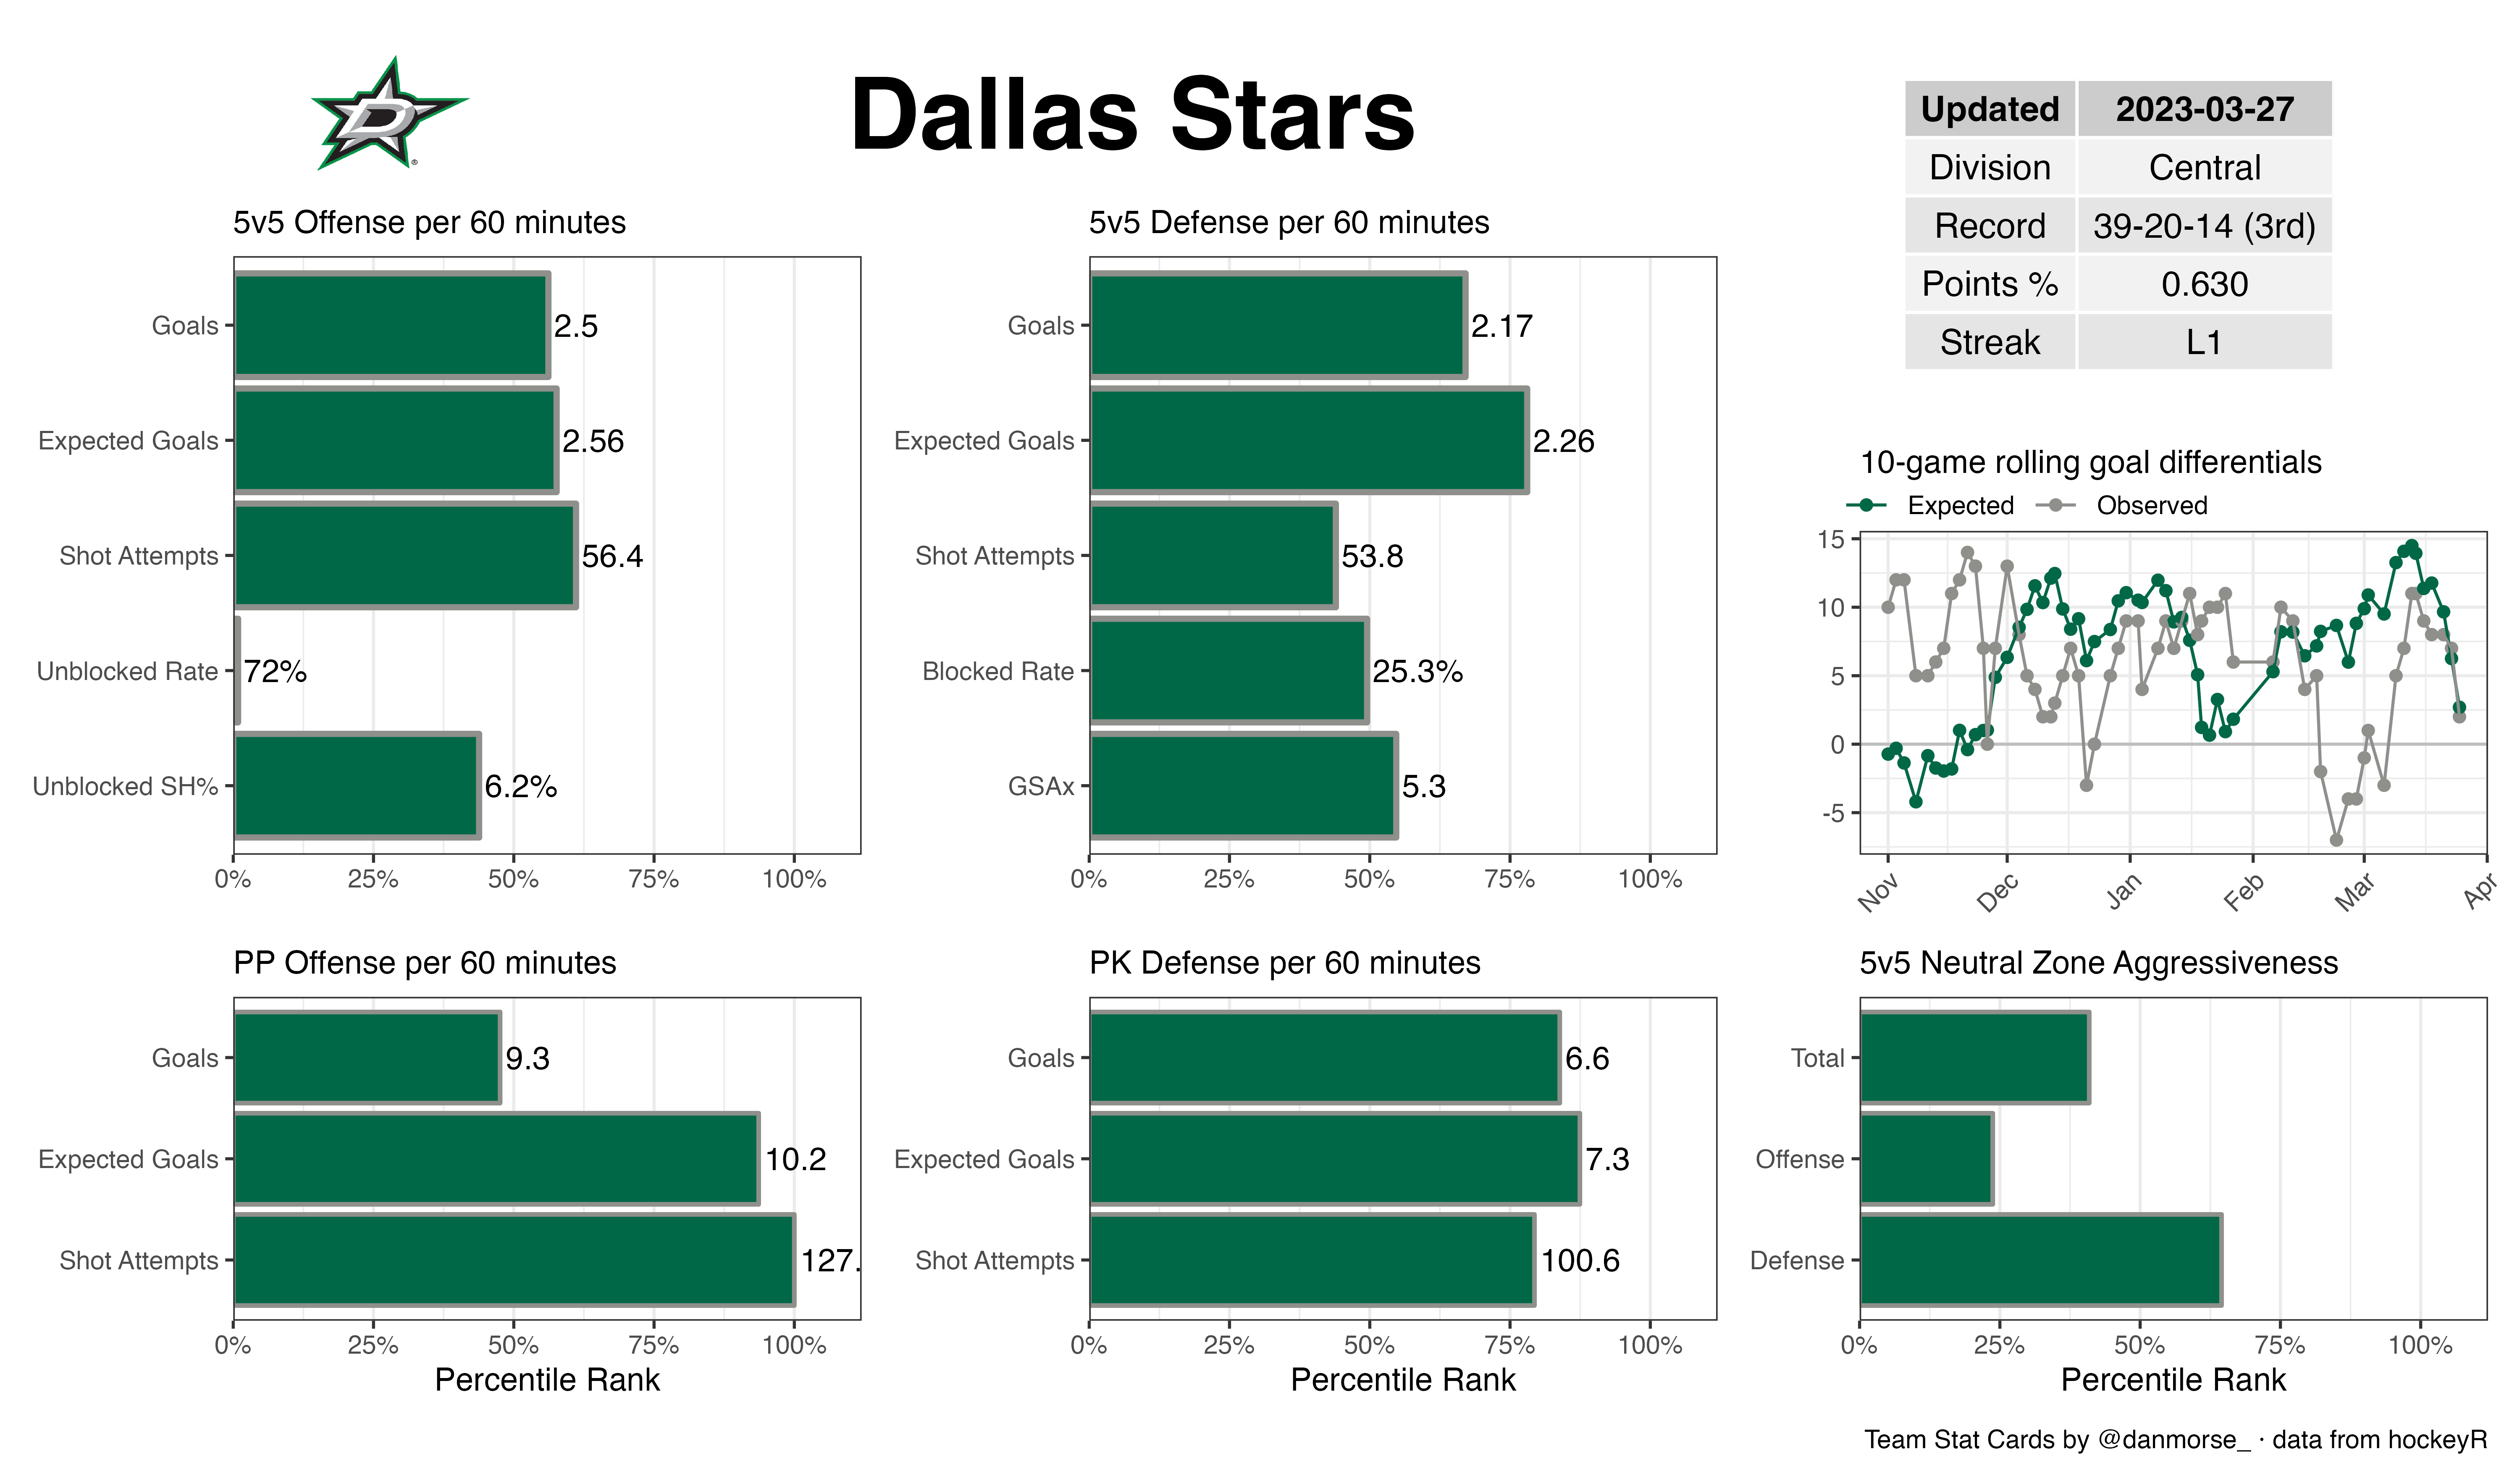 Dallas Stars
D
®
Updated 2023-03-27
Division Central
Record 39-20-14 (3rd)
Points % 0.630
Streak L1
5v5 Offense per 60 minutes
Goals 2.5
Expected Goals 2.56
Shot Attempts 56.4
Unblocked Rate 72%
Unblocked SH% 6.2%
0% 25% 50% 75% 100%
5v5 Defense per 60 minutes
Goals 2.17
Expected Goals 2.26
Shot Attempts 53.8
Blocked Rate 25.3%
GSAx 5.3
0% 25% 50% 75% 100%
10-game rolling goal differentials
Expected Observed
15
10
5
0
-5
Nov Dec Jan Feb Mar Apr
PP Offense per 60 minutes
Goals 9.3
Expected Goals 10.2
Shot Attempts 127.
0% 25% 50% 75% 100%
Percentile Rank
PK Defense per 60 minutes
Goals 6.6
Expected Goals 7.3
Shot Attempts 100.6
0% 25% 50% 75% 100%
Percentile Rank
5v5 Neutral Zone Aggressiveness
Total
Offense
Defense
0% 25% 50% 75% 100%
Percentile Rank
Team Stat Cards by @danmorse_ · data from hockeyR